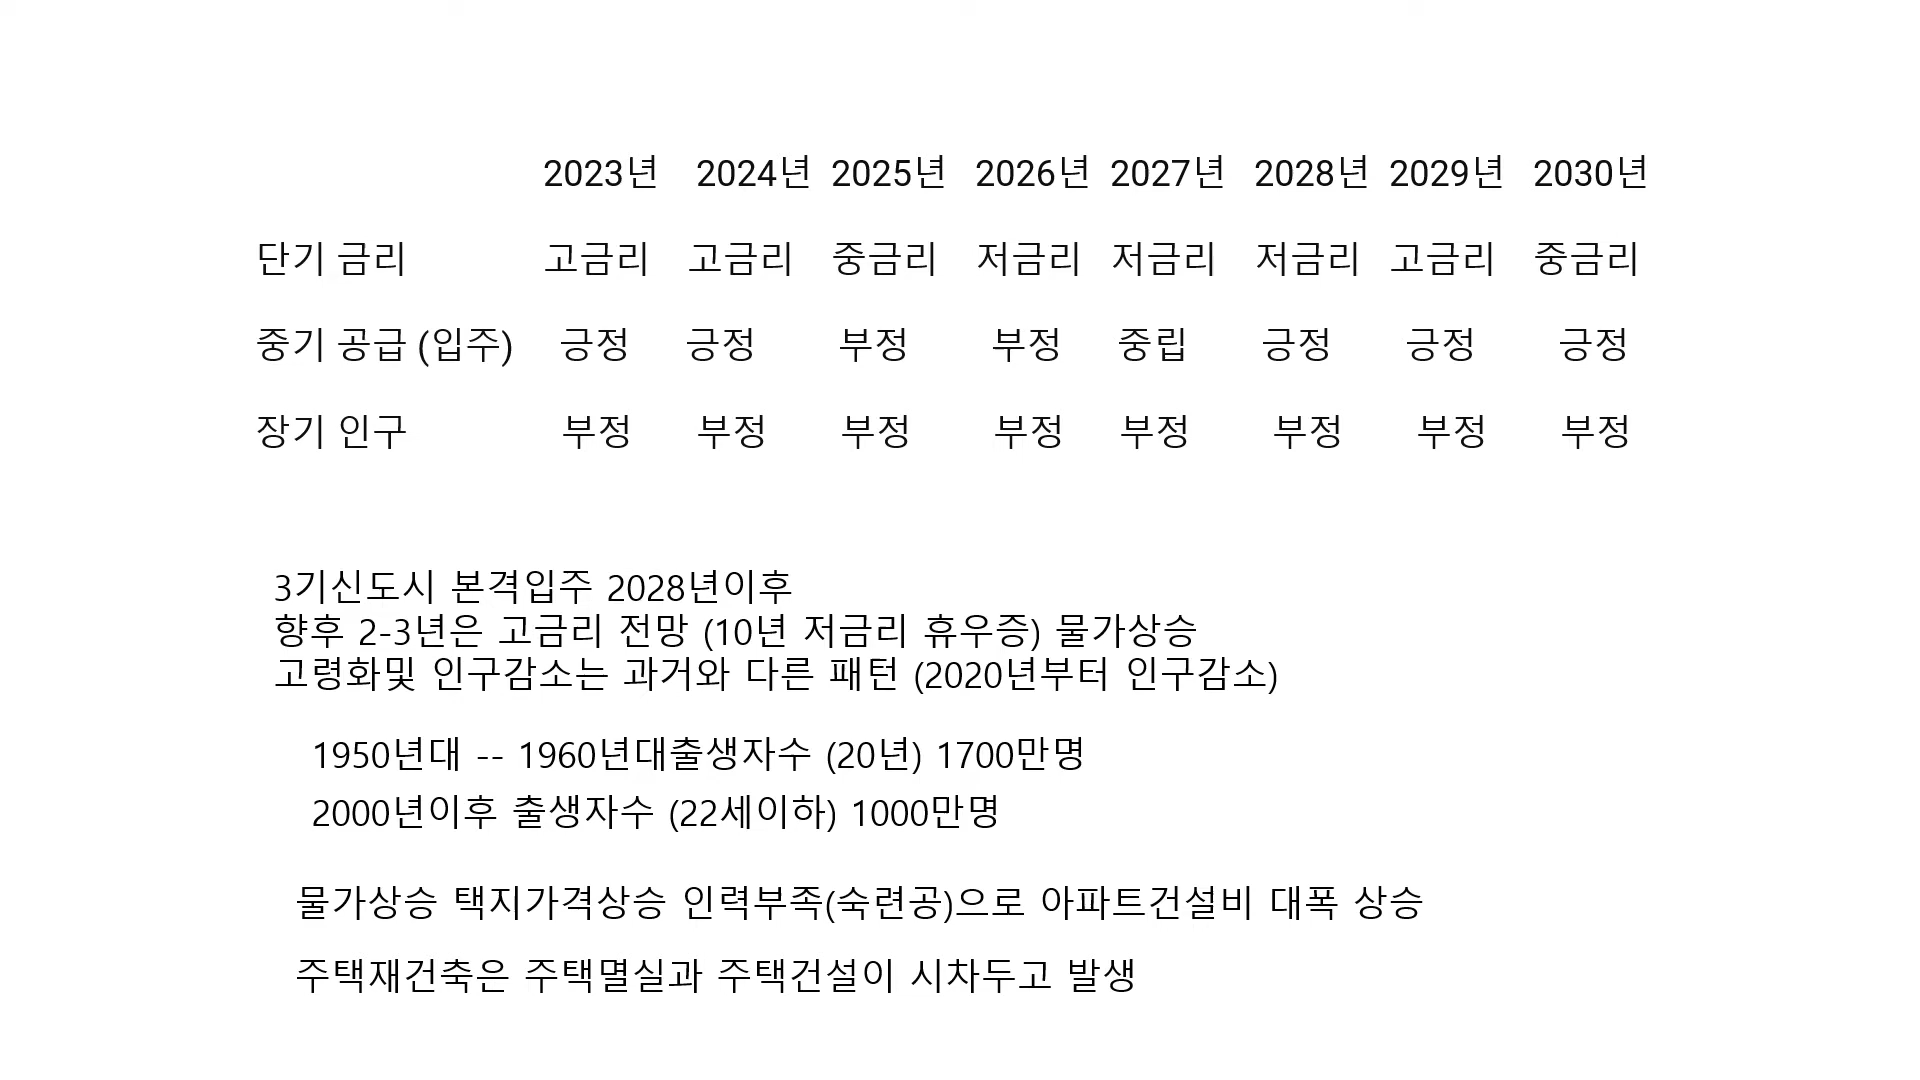 2023년 2024년 2025년 2026년 2027년 2028년 2029년 2030년
단기 금리 고금리 고금리 중금리 저금리 저금리 저금리 고금리 중금리
중기 공급 (입주) 긍정 긍정 부정 부정 중립 긍정 긍정 긍정
장기 인구 부정 부정 부정 부정 부정 부정 부정 부정
3기신도시 본격입주 2028년이후
향후 2-3년은 고금리 전망 (10년 저금리 휴우증) 물가상승
고령화및 인구감소는 과거와 다른 패턴 (2020년부터 인구감소)
1950년대 -- 1960년대출생자수 (20년) 1700만명
2000년이후 출생자수 (22세이하) 1000만명
물가상승 택지가격상승 인력부족(숙련공)으로 아파트건설비 대폭 상승
주택재건축은 주택멸실과 주택건설이 시차두고 발생